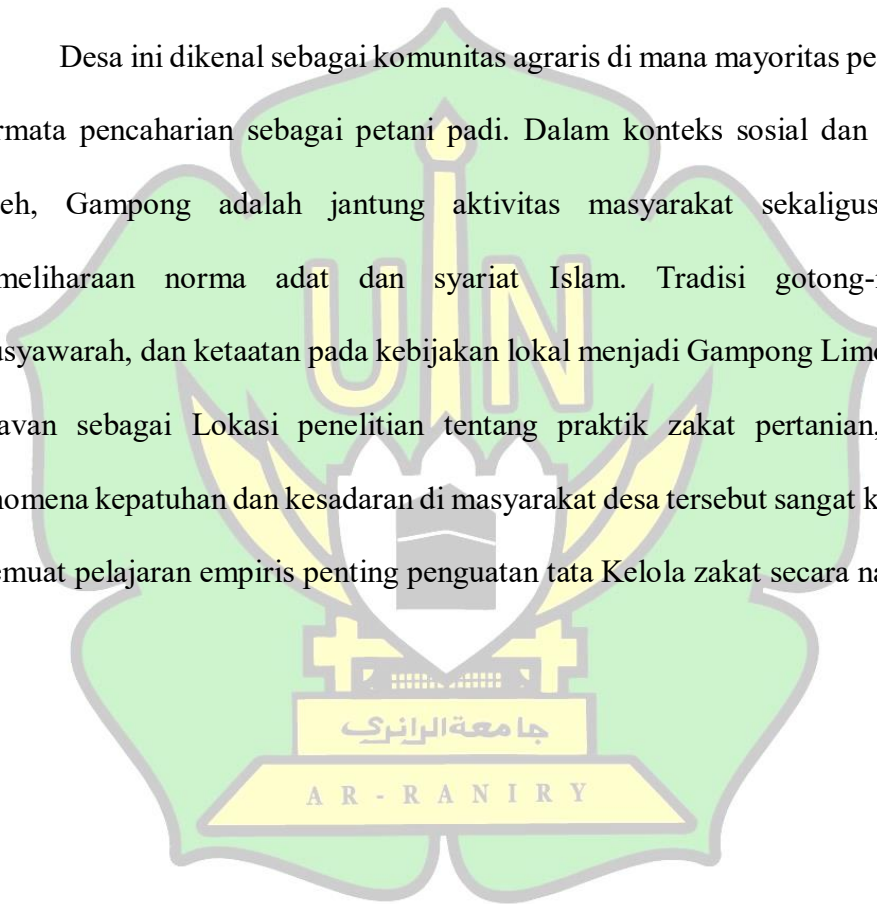 Desa ini dikenal sebagai komunitas agraris di mana mayoritas pe
rmata pencaharian sebagai petani padi. Dalam konteks sosial dan
eh, Gampong adalah jantung aktivitas masyarakat sekaligus
meliharaan norma adat dan syariat Islam. Tradisi gotong-
usyawarah, dan ketaatan pada kebijakan lokal menjadi Gampong Lim
avan sebagai Lokasi penelitian tentang praktik zakat pertanian,
nomena kepatuhan dan kesadaran di masyarakat desa tersebut sangat k
emuat pelajaran empiris penting penguatan tata Kelola zakat secara na
UIN
جامعةالرانري
AR-RANIRY